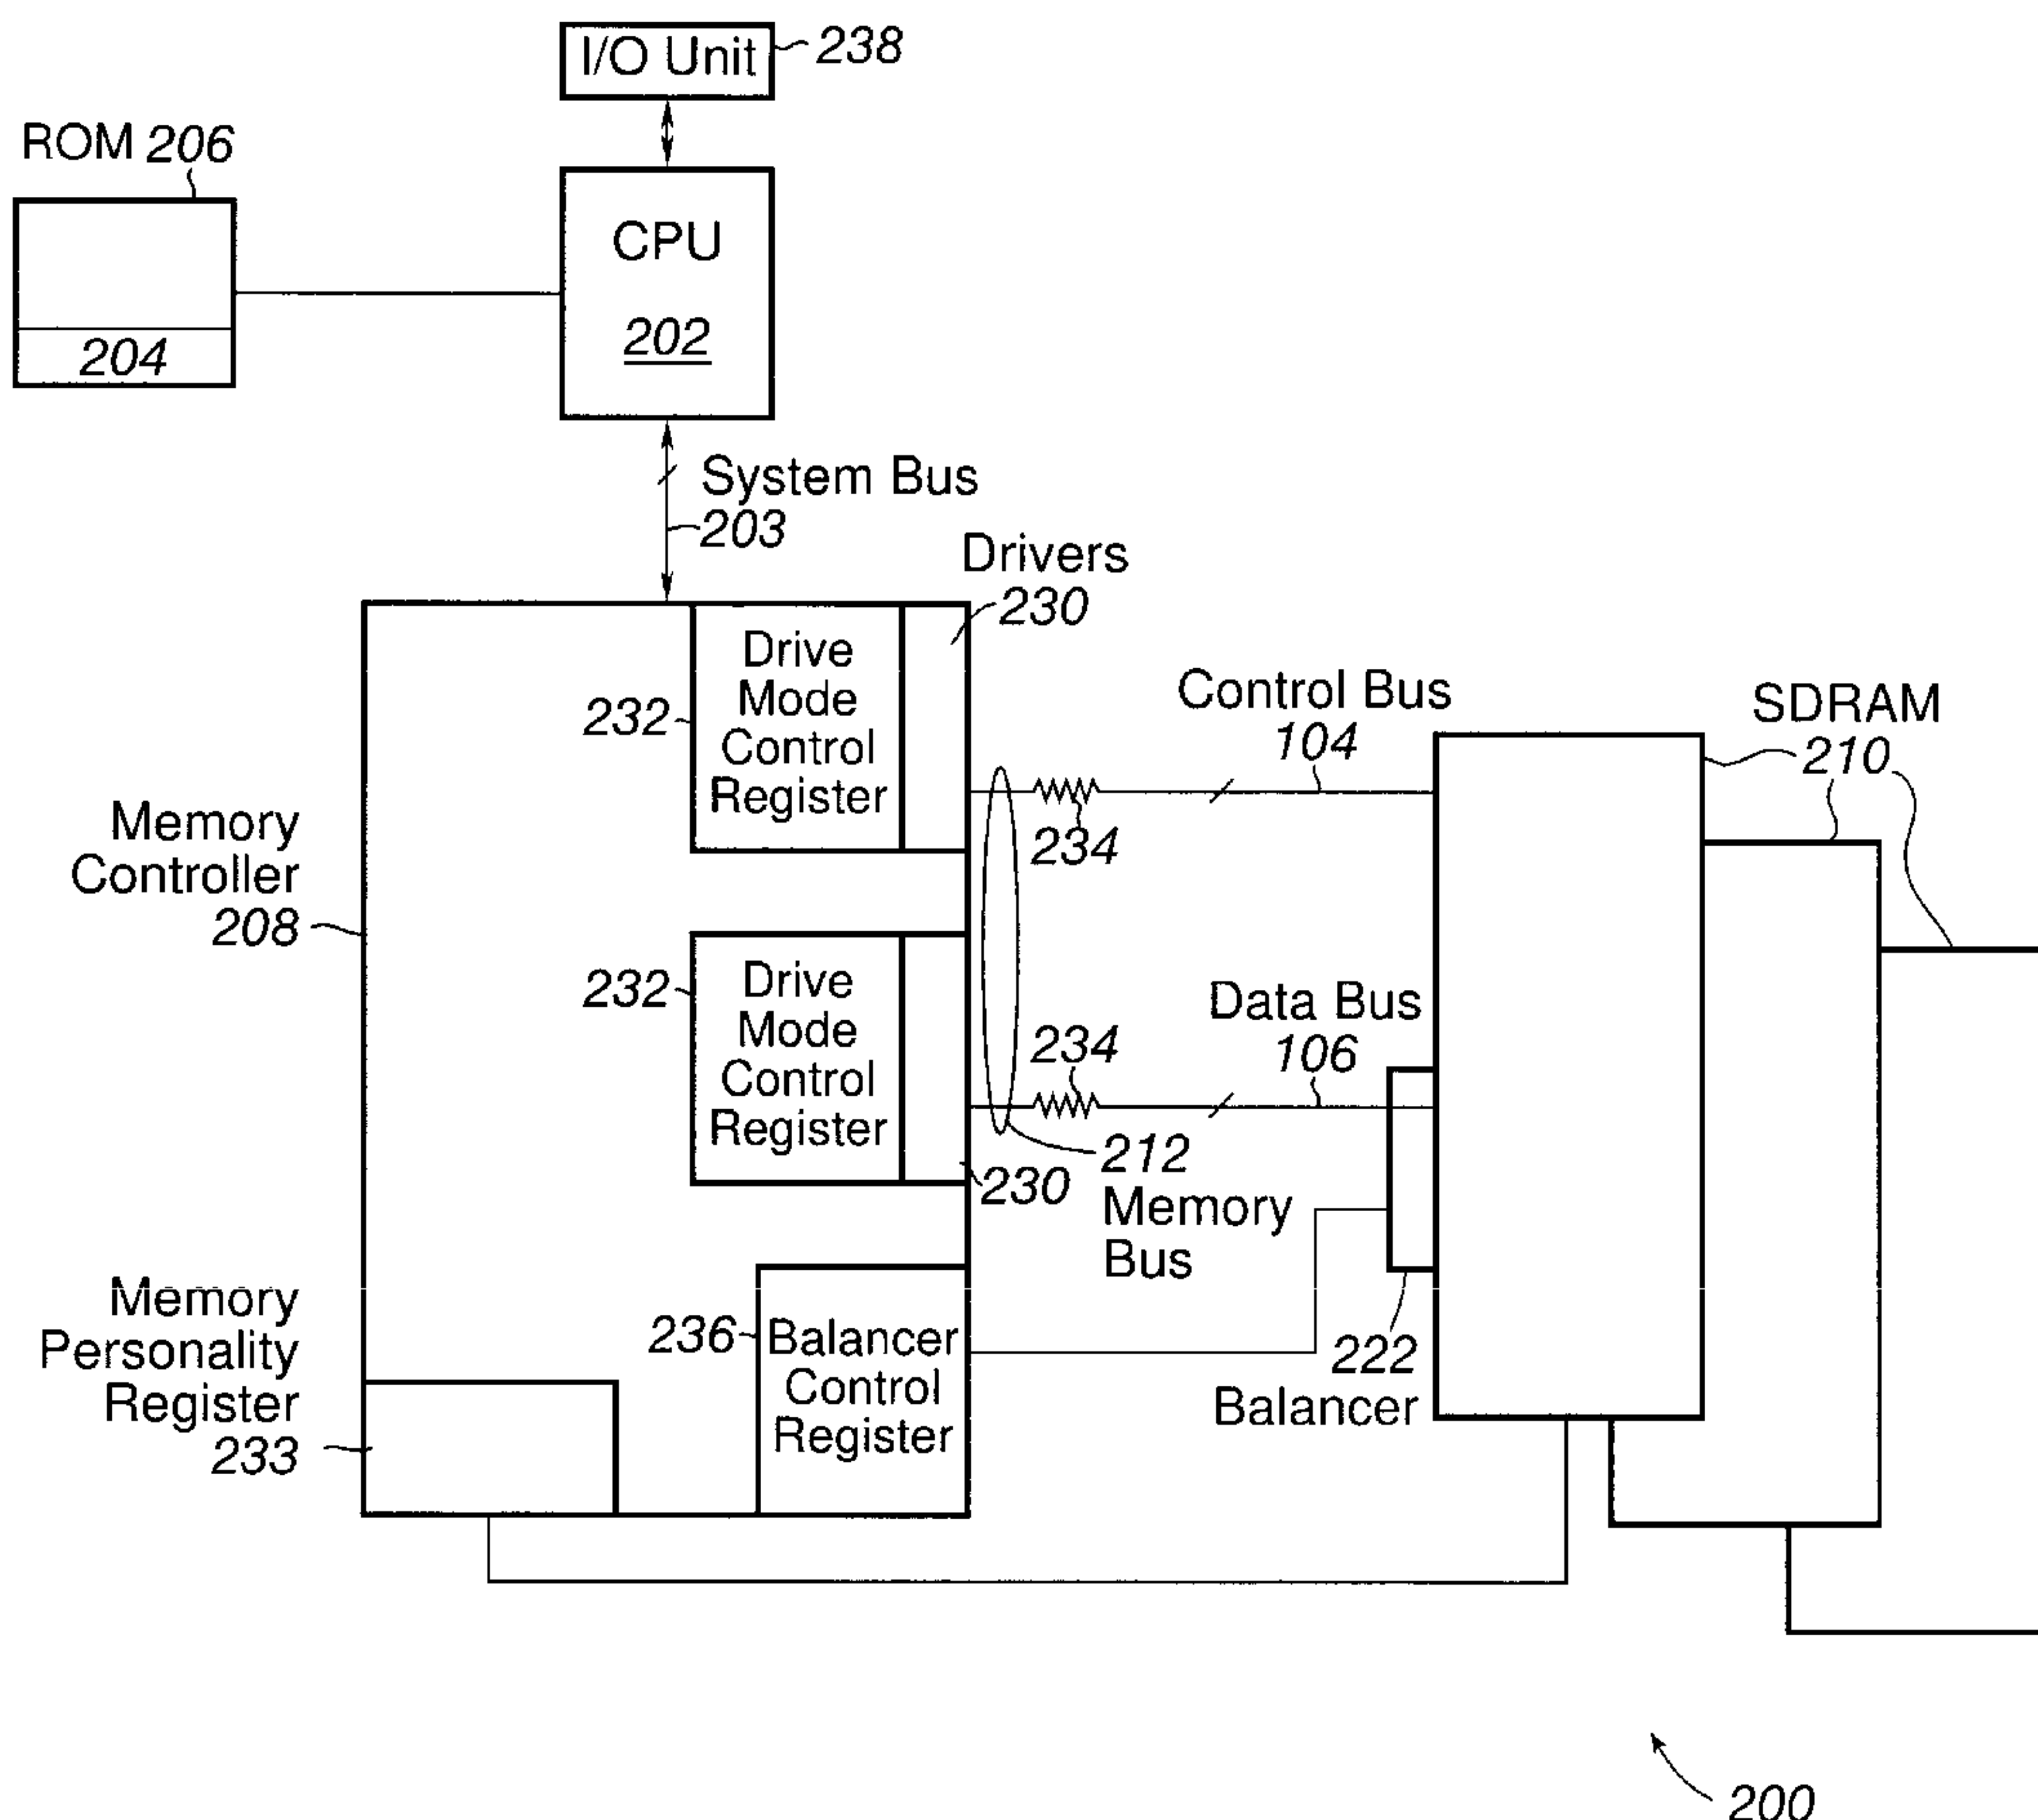 I/O Unit 238
ROM 206
CPU
202
204
System Bus
203
Drivers
230
Drive
Mode
Control
Register
232
Control Bus
104
SDRAM
210
234
Memory
Controller
208
232
Drive
Mode
Control
Register
Data Bus
106
234
212
Memory
Bus
230
Memory
Personality
Register
233
236
Balancer
Control
Register
222
Balancer
200